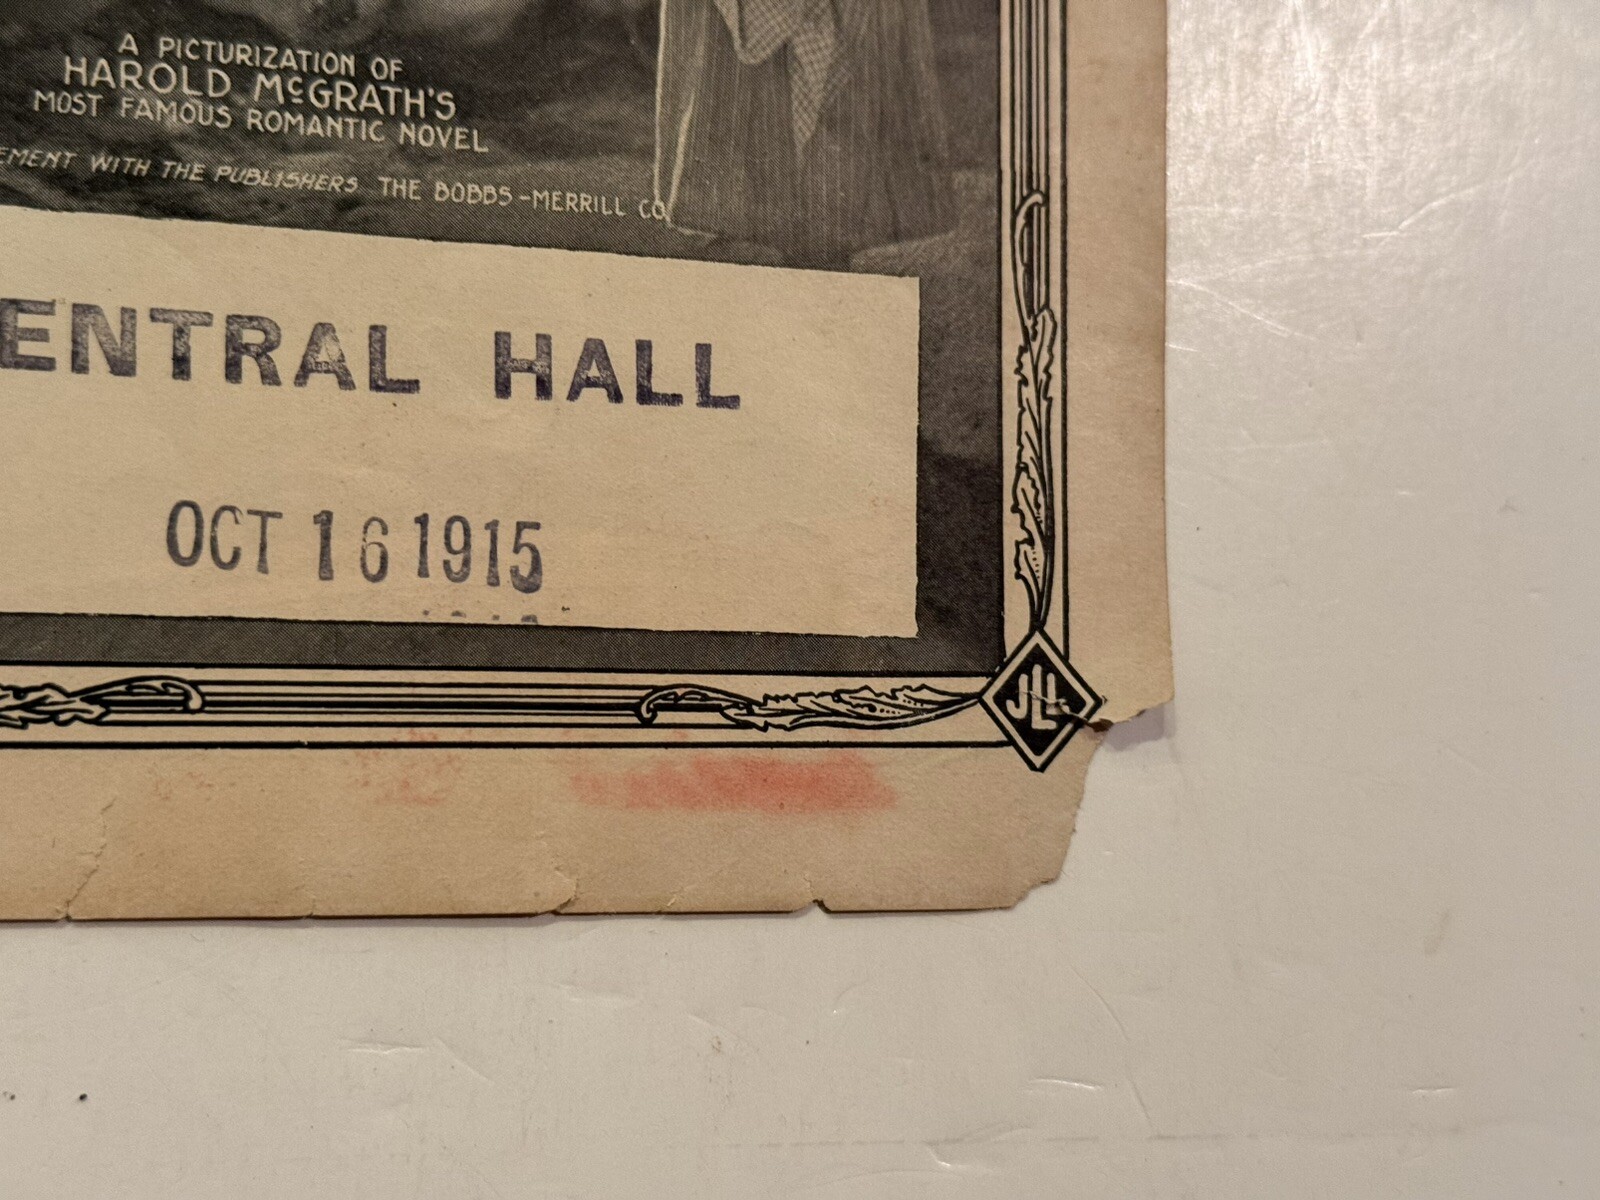 A PICTURIZATION OF
HAROLD McGRATH'S
MOST FAMOUS ROMANTIC NOVEL
EMENT WITH THE PUBLISHERS THE BOBBS-MERRILL CO.
ENTRAL HALL
OCT 16 1915